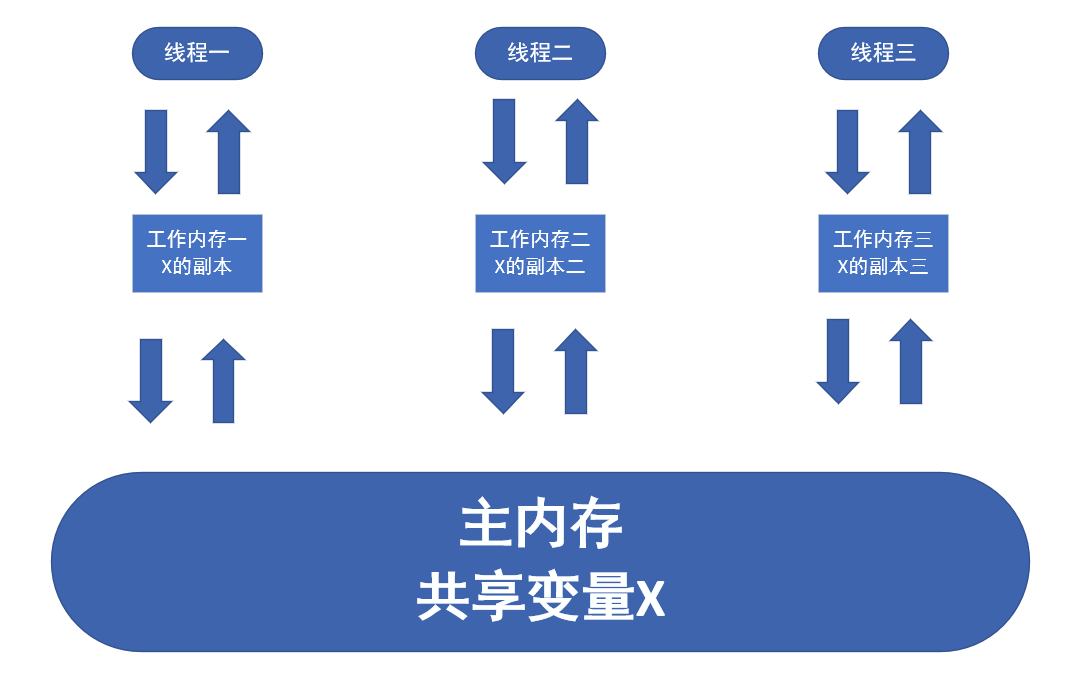 线程一
线程二
线程三
工作内存一
X的副本
工作内存二
X的副本二
工作内存三
X的副本三
主内存
共享变量X